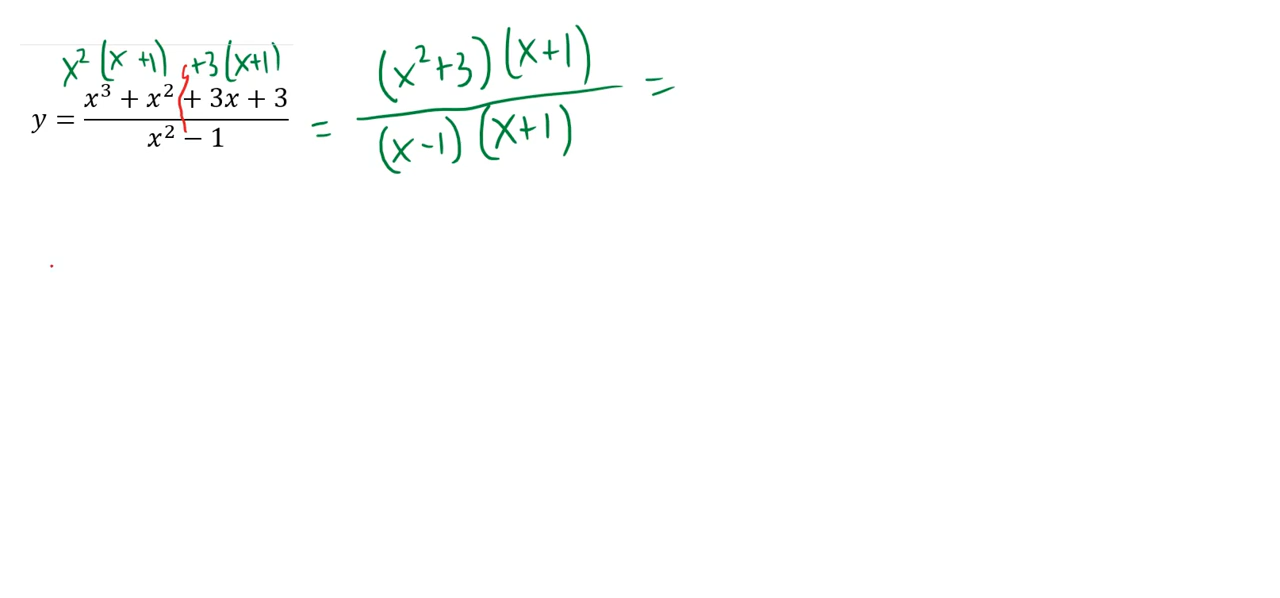 x² (x +1) +3 (x+1)
y = (x³ + x² + 3x + 3) / (x² − 1) = (x²+3) (x+1) / (x-1) (x+1) =